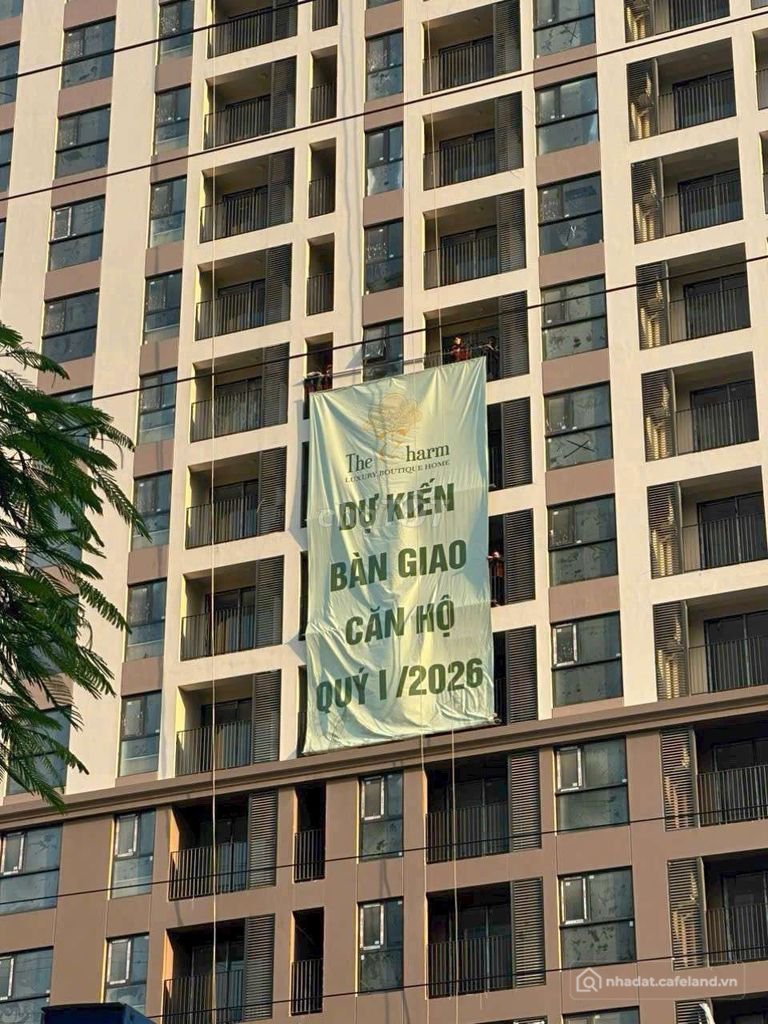 The Charm
LUXURY BOUTIQUE HOME
DỰ KIẾN
BÀN GIAO
CĂN HỘ
QUÝ I /2026
nhadat.cafeland.vn